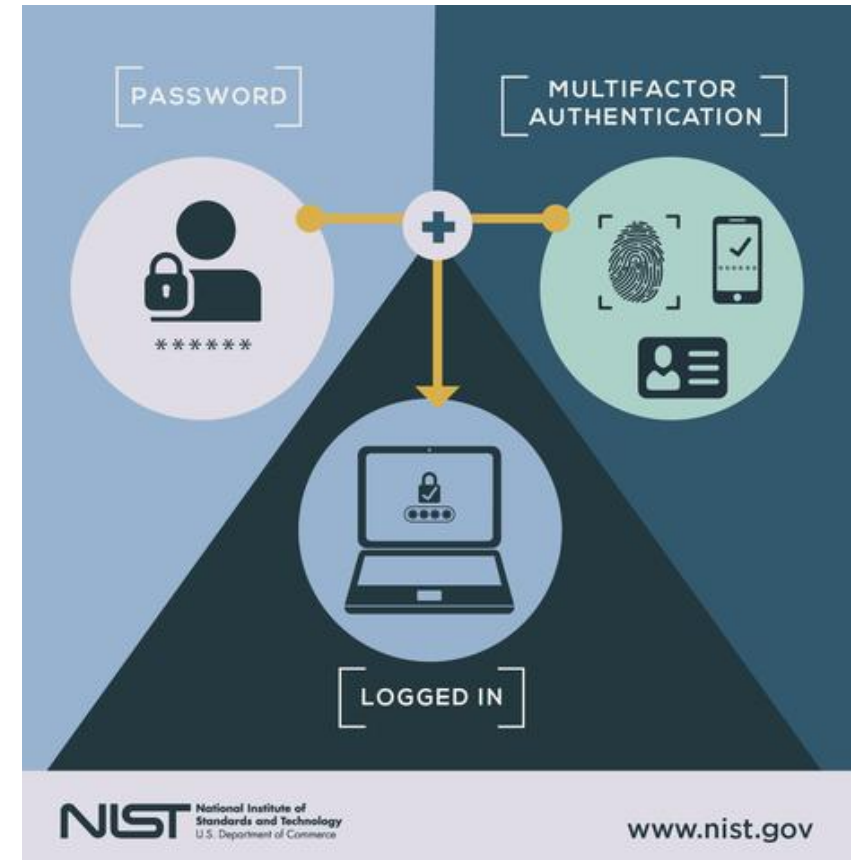 PASSWORD
MULTIFACTOR
AUTHENTICATION
******
LOGGED IN
NIST
National Institute of
Standards and Technology
U.S. Department of Commerce
www.nist.gov